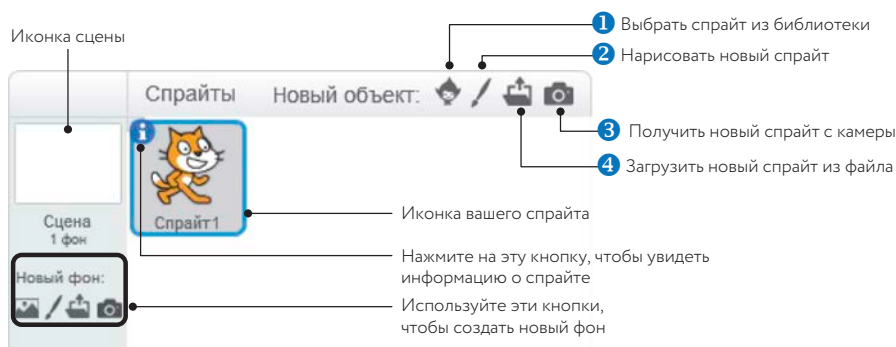 1 Выбрать спрайт из библиотеки
Иконка сцены
2 Нарисовать новый спрайт
Спрайты Новый объект:
3 Получить новый спрайт с камеры
4 Загрузить новый спрайт из файла
i
Иконка вашего спрайта
Сцена
1 фон
Спрайт1
Нажмите на эту кнопку, чтобы увидеть
информацию о спрайте
Новый фон:
Используйте эти кнопки,
чтобы создать новый фон